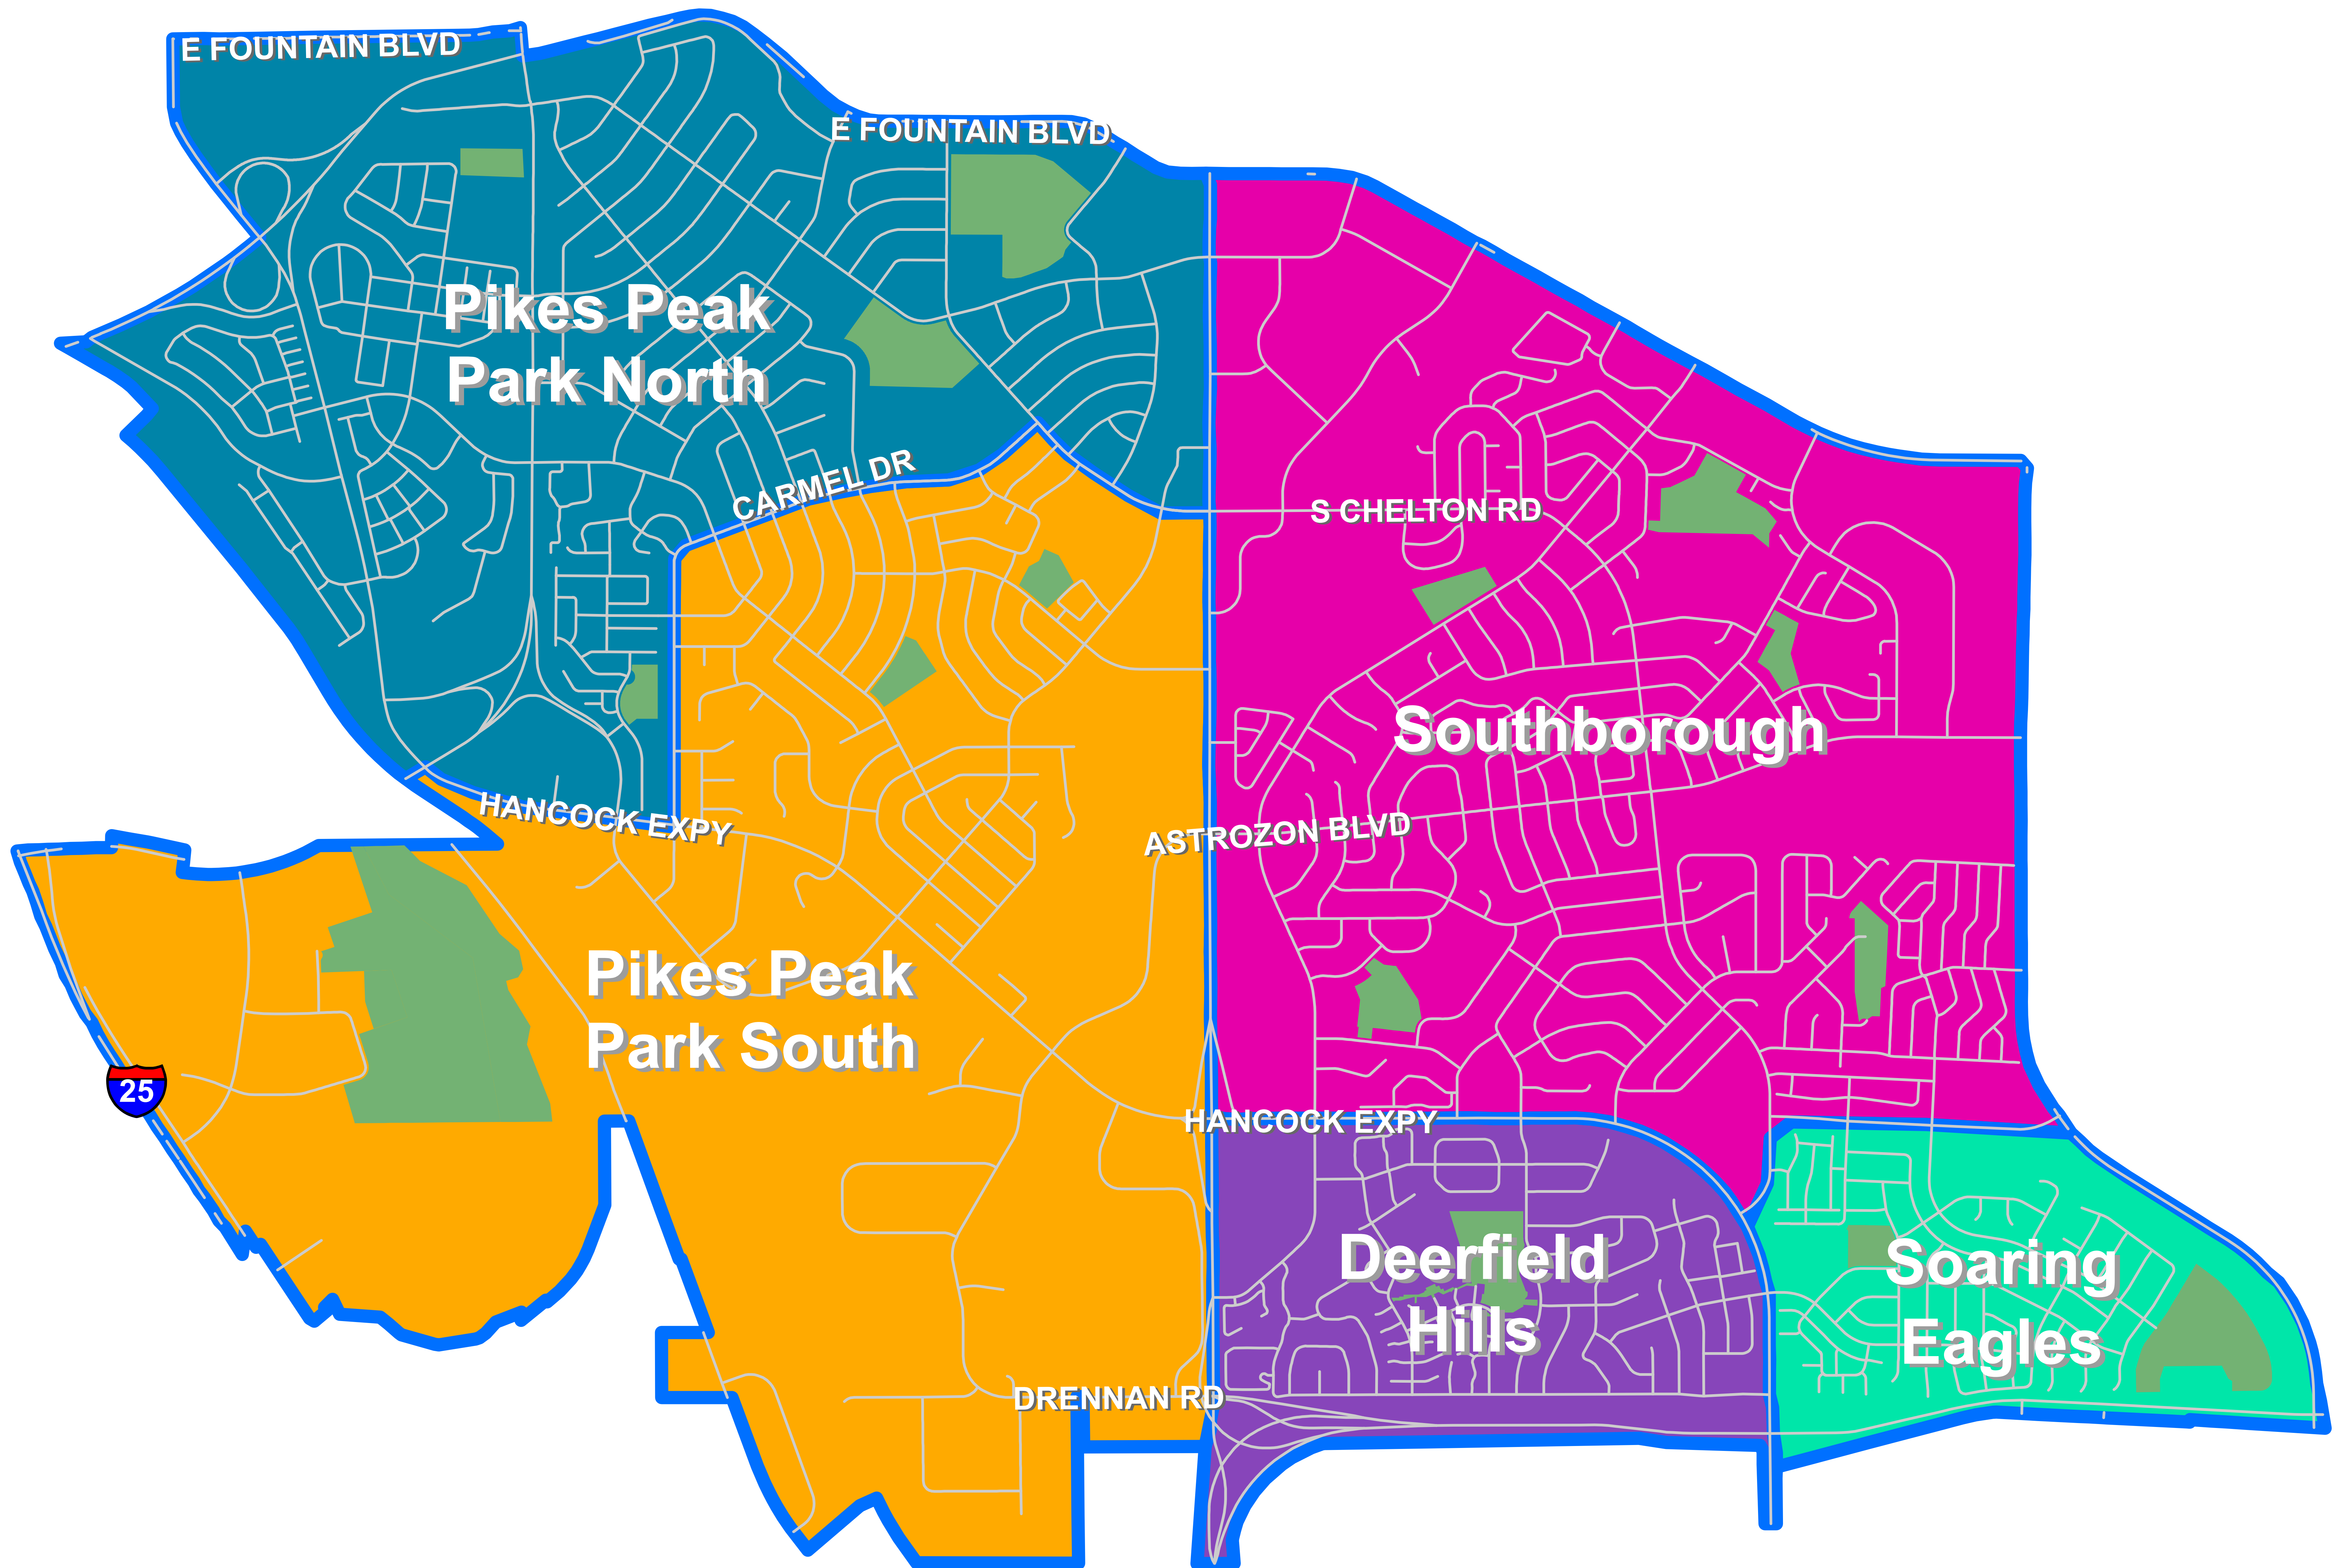 E FOUNTAIN BLVD
E FOUNTAIN BLVD
Pikes Peak
Park North
CARMEL DR
S CHELTON RD
Southborough
HANCOCK EXPY
ASTROZON BLVD
Pikes Peak
Park South
25
HANCOCK EXPY
Deerfield
Hills
Soaring
Eagles
DRENNAN RD